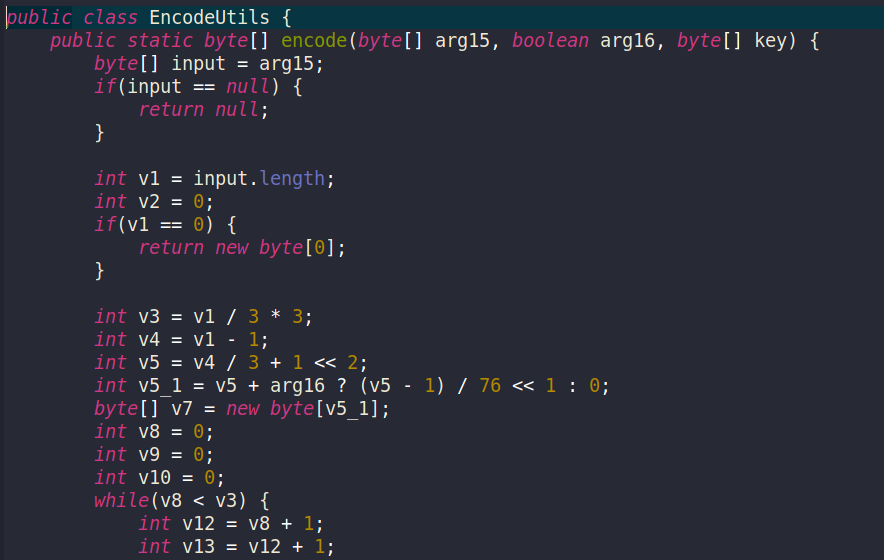 public class EncodeUtils {
    public static byte[] encode(byte[] arg15, boolean arg16, byte[] key) {
        byte[] input = arg15;
        if(input == null) {
            return null;
        }

        int v1 = input.length;
        int v2 = 0;
        if(v1 == 0) {
            return new byte[0];
        }

        int v3 = v1 / 3 * 3;
        int v4 = v1 - 1;
        int v5 = v4 / 3 + 1 << 2;
        int v5_1 = v5 + arg16 ? (v5 - 1) / 76 << 1 : 0;
        byte[] v7 = new byte[v5_1];
        int v8 = 0;
        int v9 = 0;
        int v10 = 0;
        while(v8 < v3) {
            int v12 = v8 + 1;
            int v13 = v12 + 1;